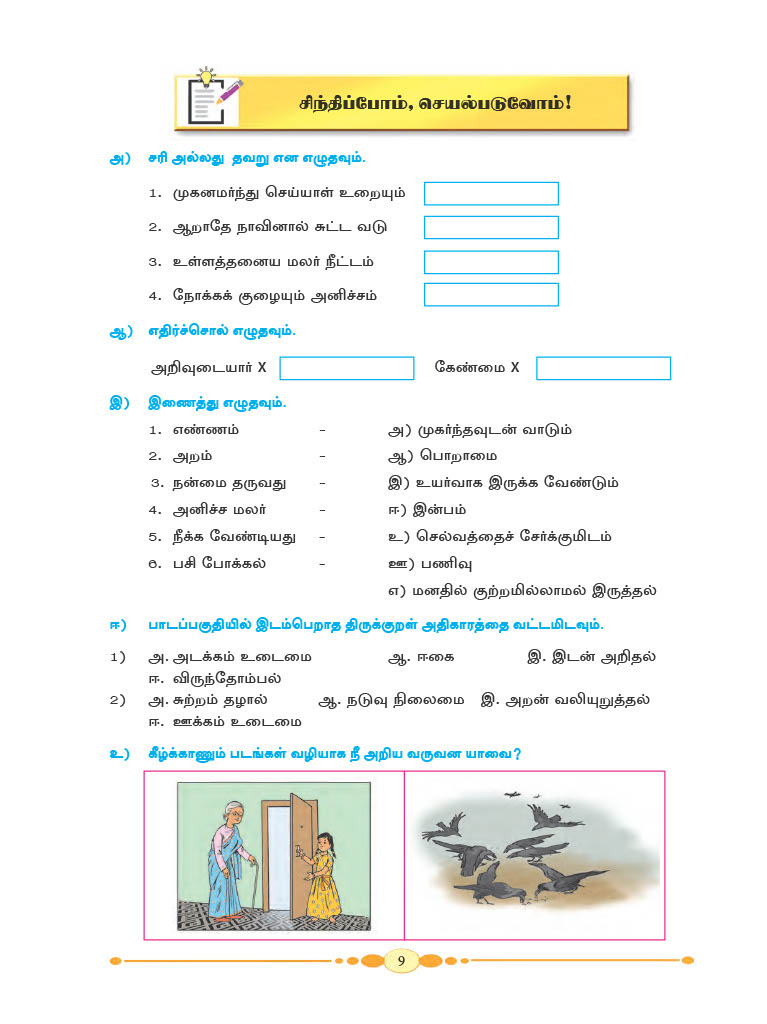 சிந்திப்போம், செயல்படுவோம்!
அ) சரி அல்லது தவறு என எழுதவும்.
1. முகனமர்ந்து செய்யாள் உறையும்
2. ஆறாதே நாவினால் சுட்ட வடு
3. உள்ளத்தனைய மலர் நீட்டம்
4. நோக்கக் குழையும் அனிச்சம்
ஆ) எதிர்ச்சொல் எழுதவும்.
அறிவுடையார் X கேண்மை X
இ) இணைத்து எழுதவும்.
1. எண்ணம் - அ) முகர்ந்தவுடன் வாடும்
2. அறம் - ஆ) பொறாமை
3. நன்மை தருவது - இ) உயர்வாக இருக்க வேண்டும்
4. அனிச்ச மலர் - ஈ) இன்பம்
5. நீக்க வேண்டியது - உ) செல்வத்தைச் சேர்க்குமிடம்
6. பசி போக்கல் - ஊ) பணிவு
எ) மனதில் குற்றமில்லாமல் இருத்தல்
ஈ) பாடப்பகுதியில் இடம்பெறாத திருக்குறள் அதிகாரத்தை வட்டமிடவும்.
1) அ. அடக்கம் உடைமை ஆ. ஈகை இ. இடன் அறிதல்
ஈ. விருந்தோம்பல்
2) அ. சுற்றம் தழால் ஆ. நடுவு நிலைமை இ. அறன் வலியுறுத்தல்
ஈ. ஊக்கம் உடைமை
உ) கீழ்க்காணும் படங்கள் வழியாக நீ அறிய வருவன யாவை?
9